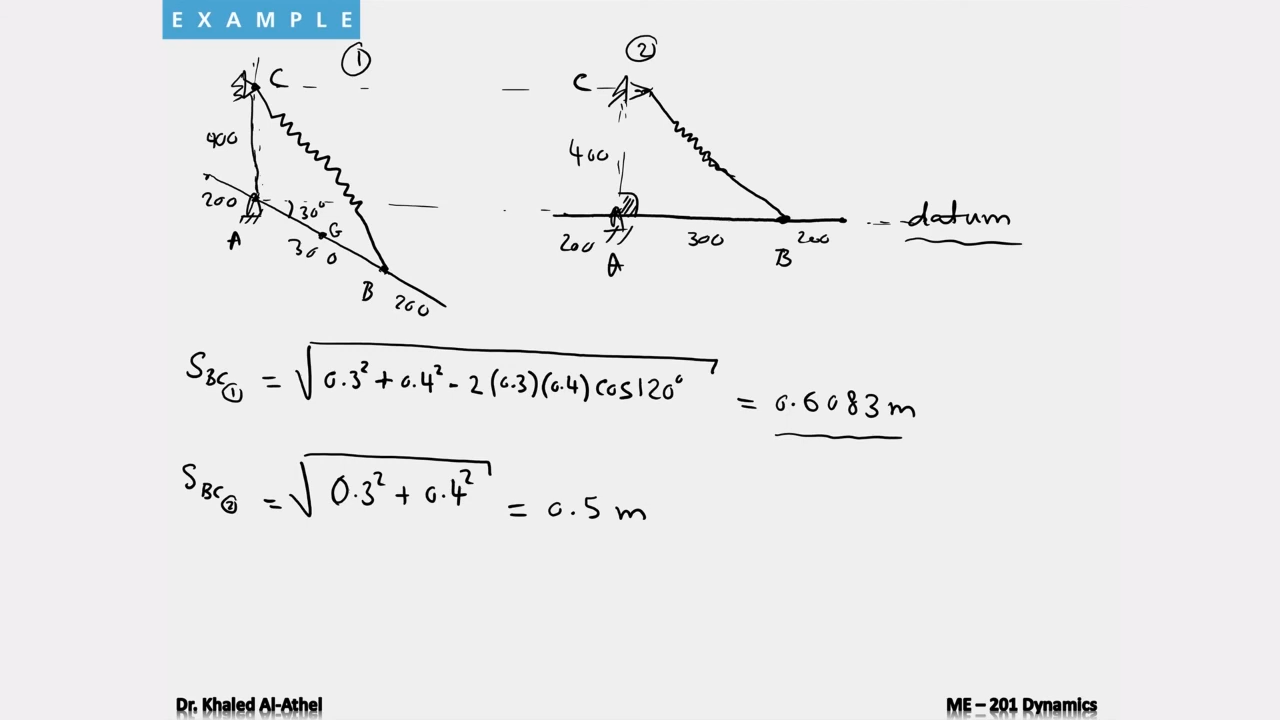 EXAMPLE
① ②
C C
400 400
200 30° G datum
A 300 B 200
200 A 300 B 200
S_BC① = √0.3² + 0.4² - 2(0.3)(0.4) cos120° = 0.6083 m
S_BC② = √0.3² + 0.4² = 0.5 m
Dr. Khaled Al-Athel ME – 201 Dynamics